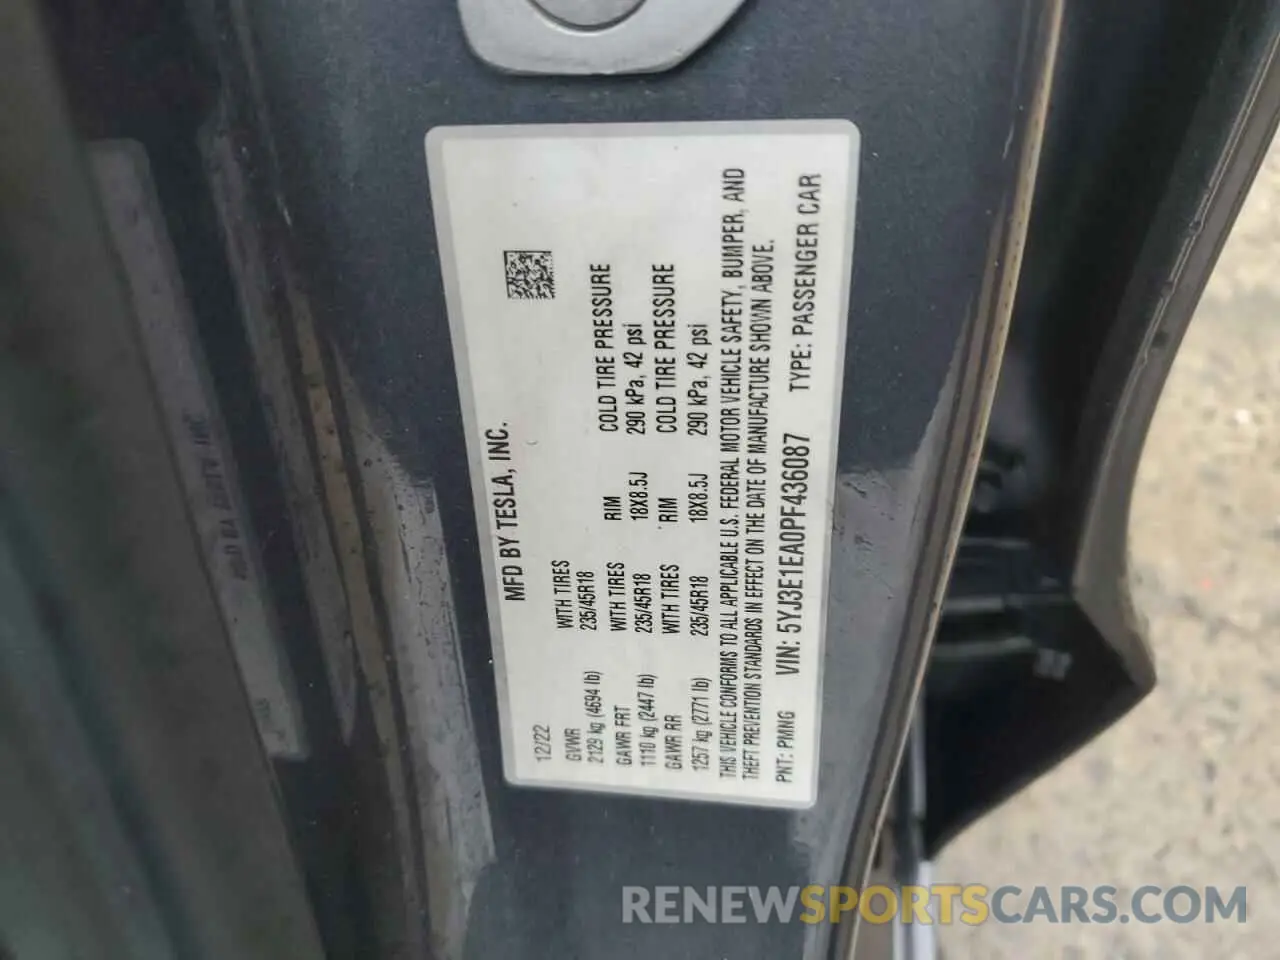 MFD BY TESLA, INC.
12/22
GVWR
2129 kg (4694 lb)
WITH TIRES
235/45R18
GAWR FRT
1110 kg (2447 lb)
WITH TIRES
235/45R18
RIM
18X8.5J
COLD TIRE PRESSURE
290 kPa, 42 psi
GAWR RR
1257 kg (2771 lb)
WITH TIRES
235/45R18
RIM
18X8.5J
COLD TIRE PRESSURE
290 kPa, 42 psi
THIS VEHICLE CONFORMS TO ALL APPLICABLE U.S. FEDERAL MOTOR VEHICLE SAFETY, BUMPER, AND
THEFT PREVENTION STANDARDS IN EFFECT ON THE DATE OF MANUFACTURE SHOWN ABOVE.
PNT: PMNG VIN: 5YJ3E1EA0PF436087 TYPE: PASSENGER CAR
RENEWSPORTSCARS.COM